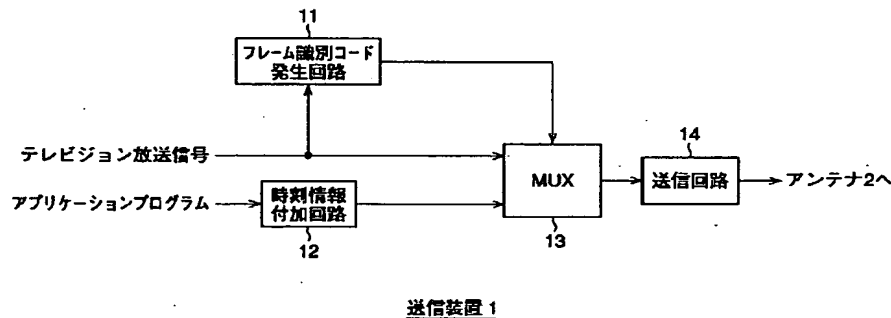 11
フレーム識別コード
発生回路
テレビジョン放送信号
アプリケーションプログラム
時刻情報
付加回路
12
MUX
13
14
送信回路
アンテナ2へ
送信装置1